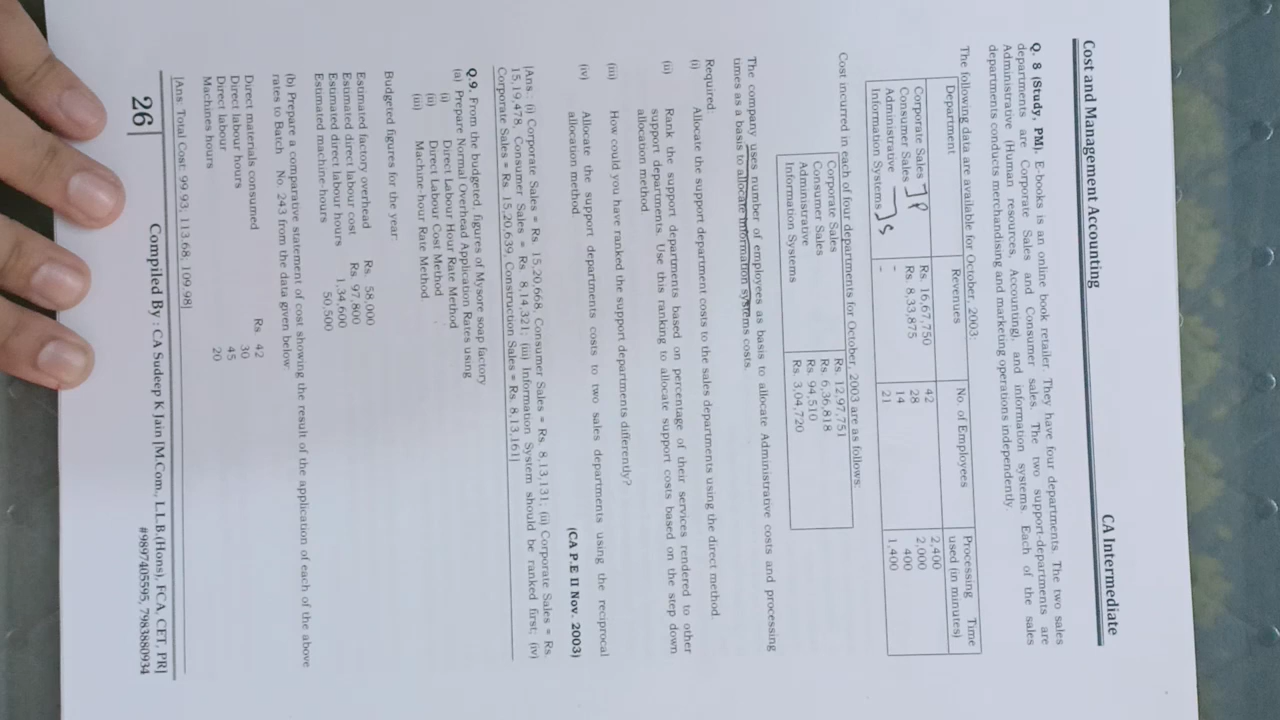 Cost and Management Accounting CA Intermediate
Q. 8 (Study, PM). E-books is an online book retailer. They have four departments. The two sales
departments are Corporate Sales and Consumer sales. The two support-departments are
Administrative (Human resources, Accounting), and information systems. Each of the sales
departments conducts merchandising and marketing operations independently.
The following data are available for October, 2003:
Department Revenues No. of Employees Processing Time used (in minutes)
Corporate Sales Rs. 16,67,750 42 2,400
Consumer Sales Rs. 8,33,875 28 2,000
Administrative - 14 400
Information Systems - 21 1,400
]P
]S
Cost incurred in each of four departments for October, 2003 are as follows:
Corporate Sales Rs. 12,97,751
Consumer Sales Rs. 6,36,818
Administrative Rs. 94,510
Information Systems Rs. 3,04,720
The company uses number of employees as basis to allocate Administrative costs and processing
times as a basis to allocate information systems costs.
Required:
(i) Allocate the support department costs to the sales departments using the direct method.
(ii) Rank the support departments based on percentage of their services rendered to other
support departments. Use this ranking to allocate support costs based on the step down
allocation method
(iii) How could you have ranked the support departments differently?
(iv) Allocate the support departments costs to two sales departments using the reciprocal
allocation method.
(CA P.E II Nov. 2003)
[Ans.: (i) Corporate Sales = Rs. 15,20,668, Consumer Sales = Rs. 8,13,131; (ii) Corporate Sales = Rs.
15,19,478, Consumer Sales = Rs. 8,14,321; (iii) Information System should be ranked first; (iv)
Corporate Sales = Rs. 15,20,639, Construction Sales = Rs. 8,13,161]
Q.9. From the budgeted, figures of Mysore soap factory
(a) Prepare Normal Overhead Application Rates using
(i) Direct Labour Hour Rate Method
(ii) Direct Labour Cost Method
(iii) Machine-hour Rate Method
Budgeted figures for the year:
Estimated factory overhead Rs. 58,000
Estimated direct labour cost Rs. 97,800
Estimated direct labour hours 1,34,600
Estimated machine-hours 50,500
(b) Prepare a comparative statement of cost showing the result of the application of each of the above
rates to Batch No. 243 from the data given below:
Direct materials consumed Rs. 42
Direct labour hours 30
Direct labour 45
Machines hours 20
[Ans: Total Cost: 99.93, 113.68, 109.98]
26| Compiled By : CA Sudeep K Jain [M.Com., L.L.B.(Hons), FCA, CET, PR]
#9897405595, 7983880934